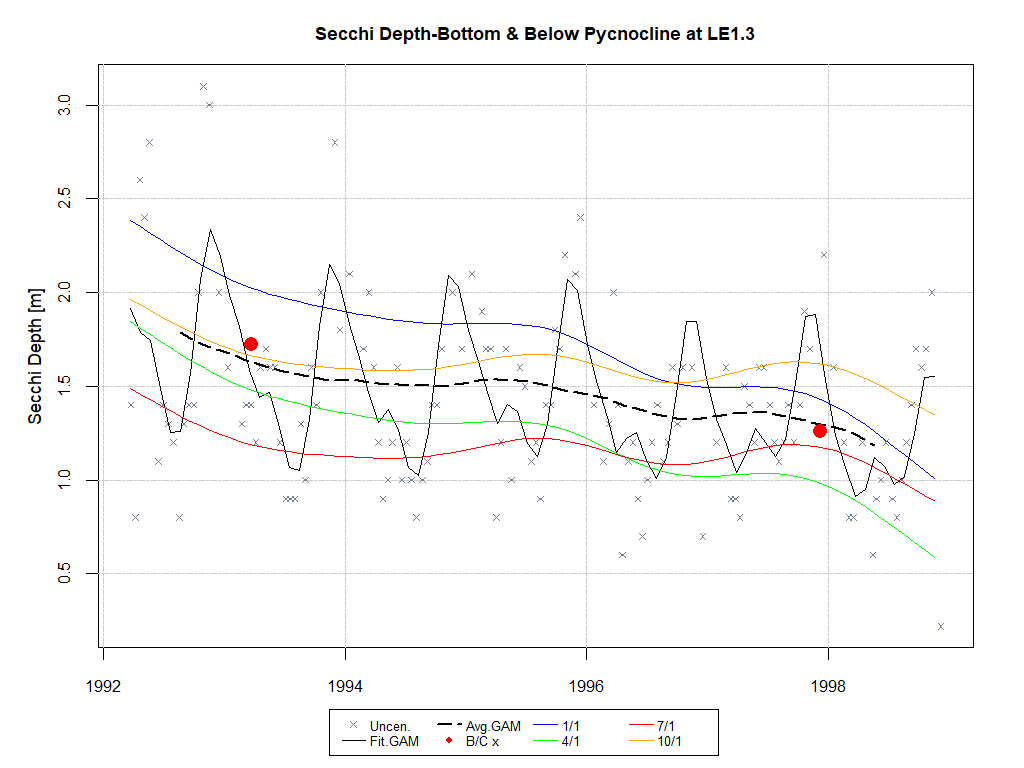 Secchi Depth-Bottom & Below Pycnocline at LE1.3
Secchi Depth [m]
3.0
2.5
2.0
1.5
1.0
0.5
1992 1994 1996 1998
Uncen. Avg.GAM 1/1 7/1
Fit.GAM B/C x 4/1 10/1